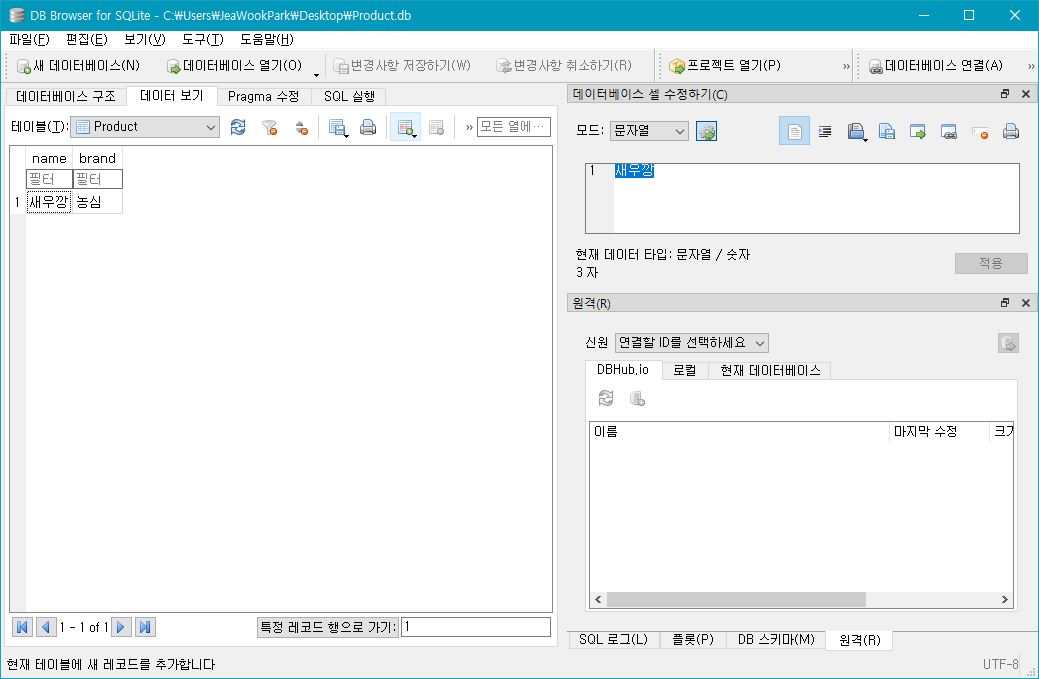 DB Browser for SQLite - C:₩Users₩JeaWookPark₩Desktop₩Product.db
파일(F) 편집(E) 보기(V) 도구(T) 도움말(H)
새 데이터베이스(N) 데이터베이스 열기(O) 변경사항 저장하기(W) 변경사항 취소하기(R) 프로젝트 열기(P) » 데이터베이스 연결(A) »
데이터베이스 구조 데이터 보기 Pragma 수정 SQL 실행
테이블(T): Product » 모든 열에…
name brand
필터 필터
1 새우깡 농심
1 - 1 of 1 특정 레코드 행으로 가기: 1
데이터베이스 셀 수정하기(C)
모드: 문자열
1 새우깡
현재 데이터 타입: 문자열 / 숫자
3 자
적용
원격(R)
신원 연결할 ID를 선택하세요
DBHub.io 로컬 현재 데이터베이스
이름 마지막 수정 크기
SQL 로그(L) 플롯(P) DB 스키마(M) 원격(R)
현재 테이블에 새 레코드를 추가합니다 UTF-8